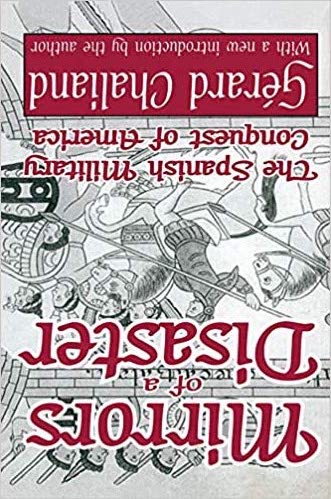 Mirrors
of a
Disaster
The Spanish Military
Conquest of America
Gérard Chaliand
With a new introduction by the author